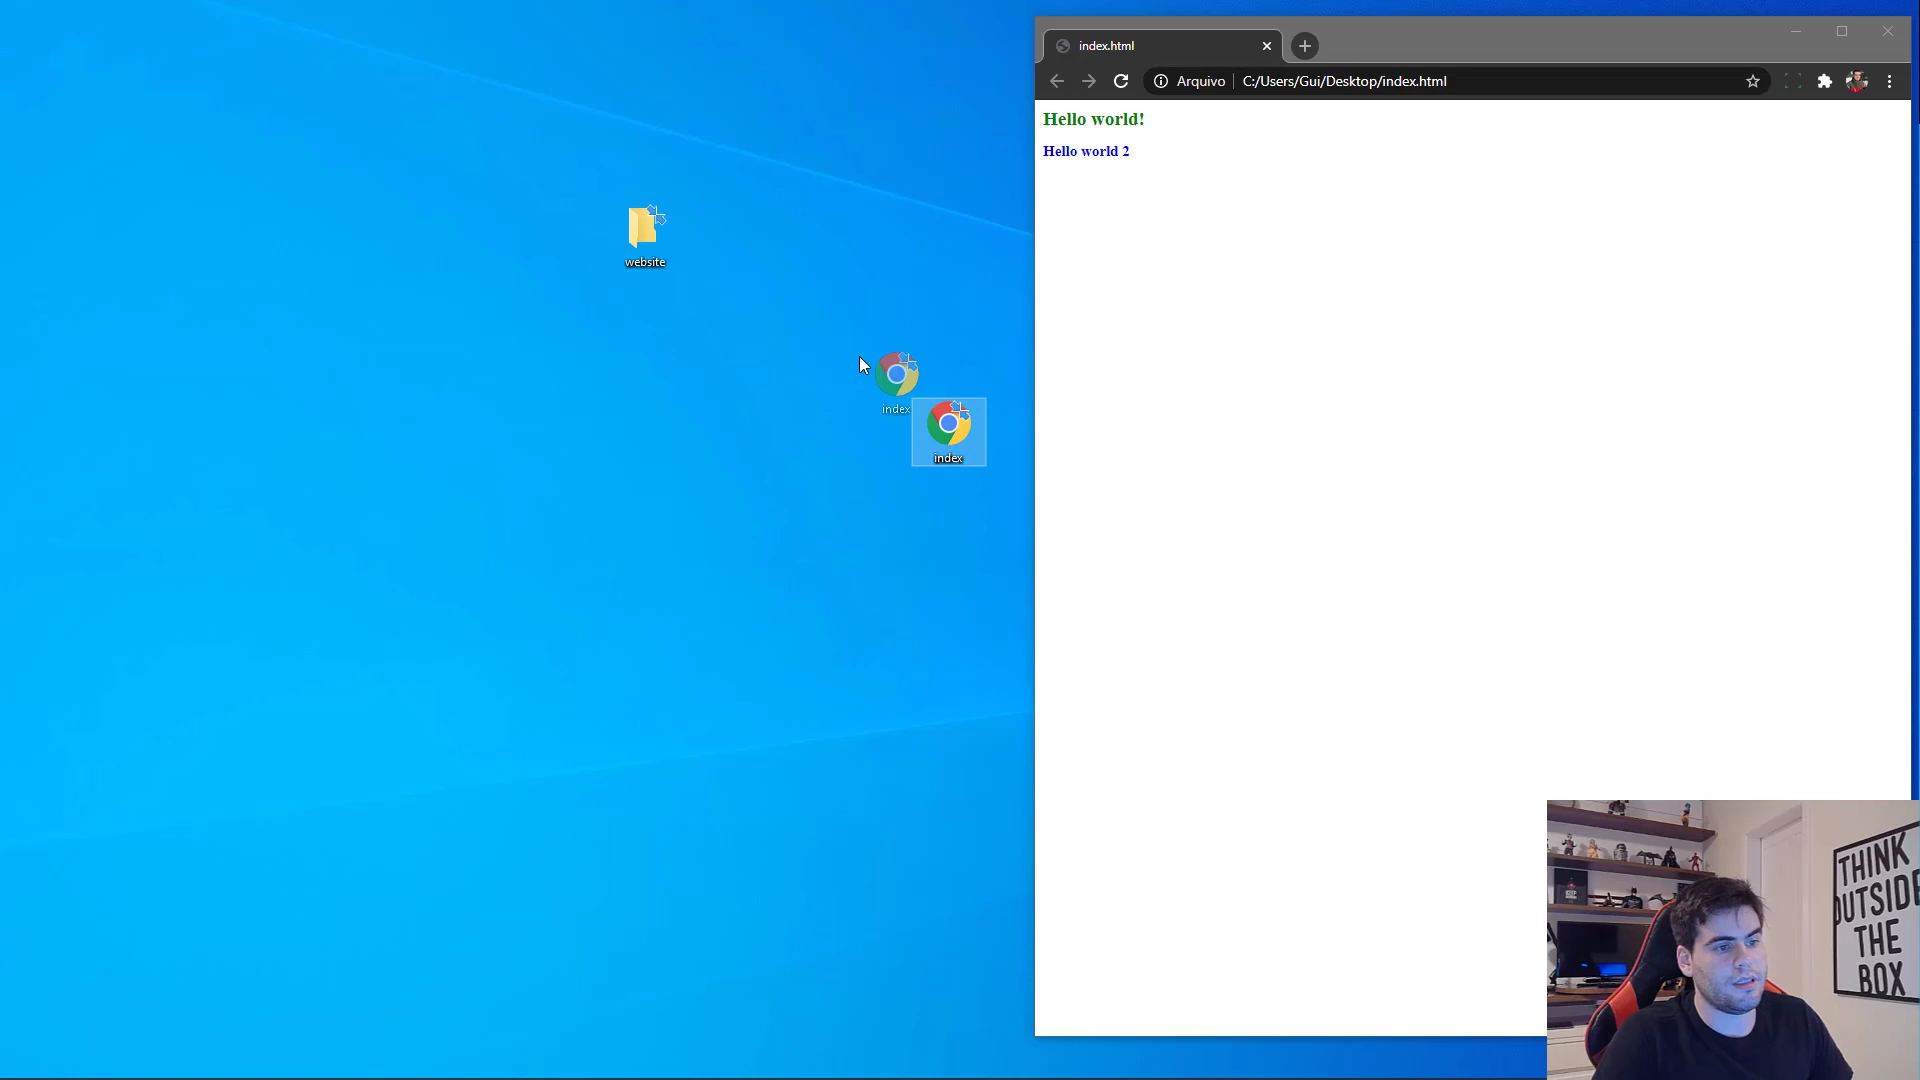 index.html
Arquivo
C:/Users/Gui/Desktop/index.html
Hello world!
Hello world 2
website
index
index
THINK
OUTSIDE
THE
BOX